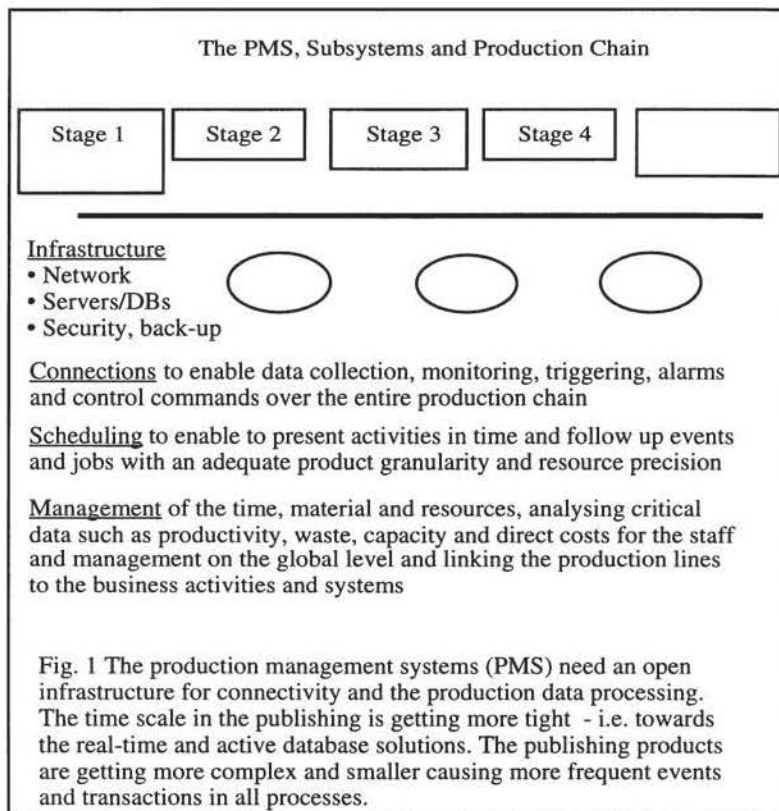 The PMS, Subsystems and Production Chain
Stage 1 Stage 2 Stage 3 Stage 4
Infrastructure
• Network
• Servers/DBs
• Security, back-up
Connections to enable data collection, monitoring, triggering, alarms
and control commands over the entire production chain
Scheduling to enable to present activities in time and follow up events
and jobs with an adequate product granularity and resource precision
Management of the time, material and resources, analysing critical
data such as productivity, waste, capacity and direct costs for the staff
and management on the global level and linking the production lines
to the business activities and systems
Fig. 1 The production management systems (PMS) need an open
infrastructure for connectivity and the production data processing.
The time scale in the publishing is getting more tight - i.e. towards
the real-time and active database solutions. The publishing products
are getting more complex and smaller causing more frequent events
and transactions in all processes.